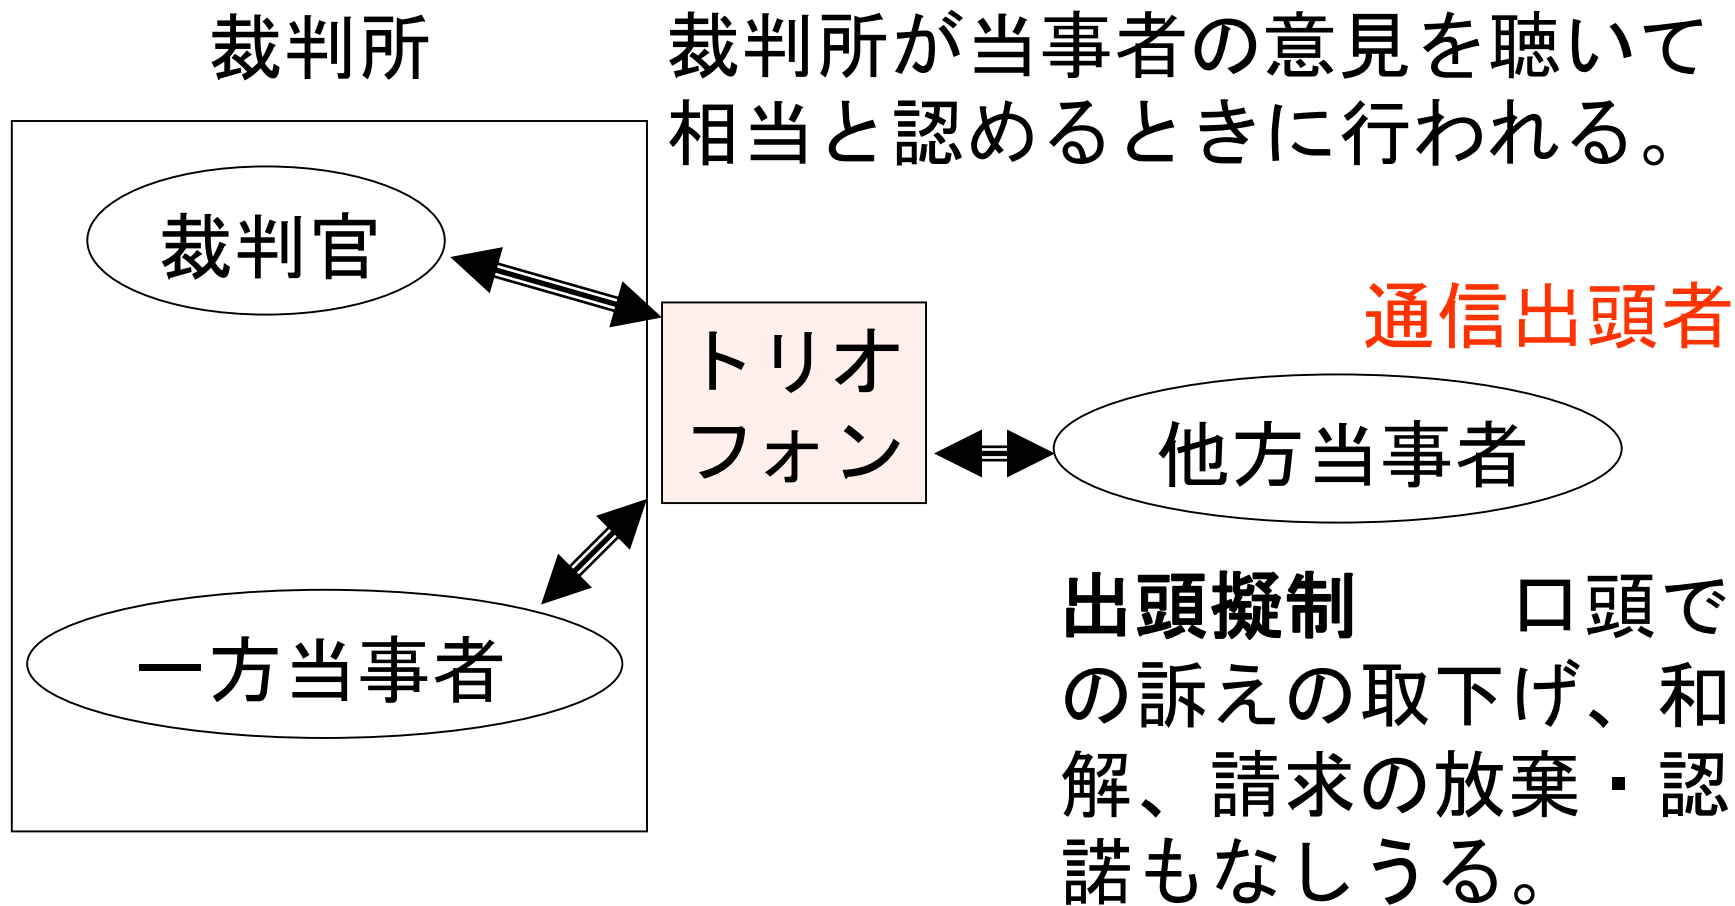 裁判所
裁判所が当事者の意見を聴いて
相当と認めるときに行われる。
裁判官
トリオ
フォン
通信出頭者
他方当事者
一方当事者
出頭擬制　　口頭で
の訴えの取下げ、和
解、請求の放棄・認
諾もなしうる。